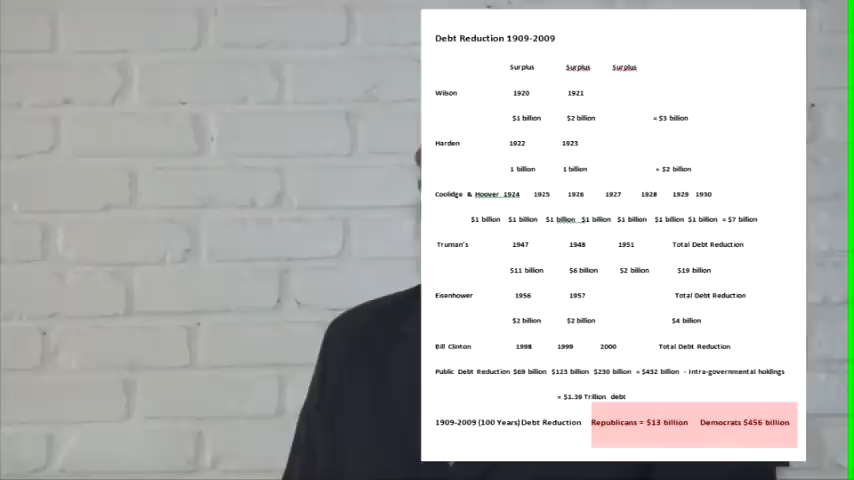 Debt Reduction 1909-2009
Surplus Surplus Surplus
Wilson 1920 1921
$1 billion $2 billion = $3 billion
Harden 1922 1923
1 billion 1 billion = $2 billion
Coolidge & Hoover 1924 1925 1926 1927 1928 1929 1930
$1 billion $1 billion $1 billion $1 billion $1 billion $1 billion $1 billion = $7 billion
Truman's 1947 1948 1951 Total Debt Reduction
$11 billion $6 billion $2 billion $19 billion
Eisenhower 1956 1957 Total Debt Reduction
$2 billion $2 billion $4 billion
Bill Clinton 1998 1999 2000 Total Debt Reduction
Public Debt Reduction $69 billion $123 billion $230 billion = $432 billion - Intra-governmental holdings
= $1.39 Trillion debt
1909-2009 (100 Years) Debt Reduction Republicans = $13 billion Democrats $456 billion